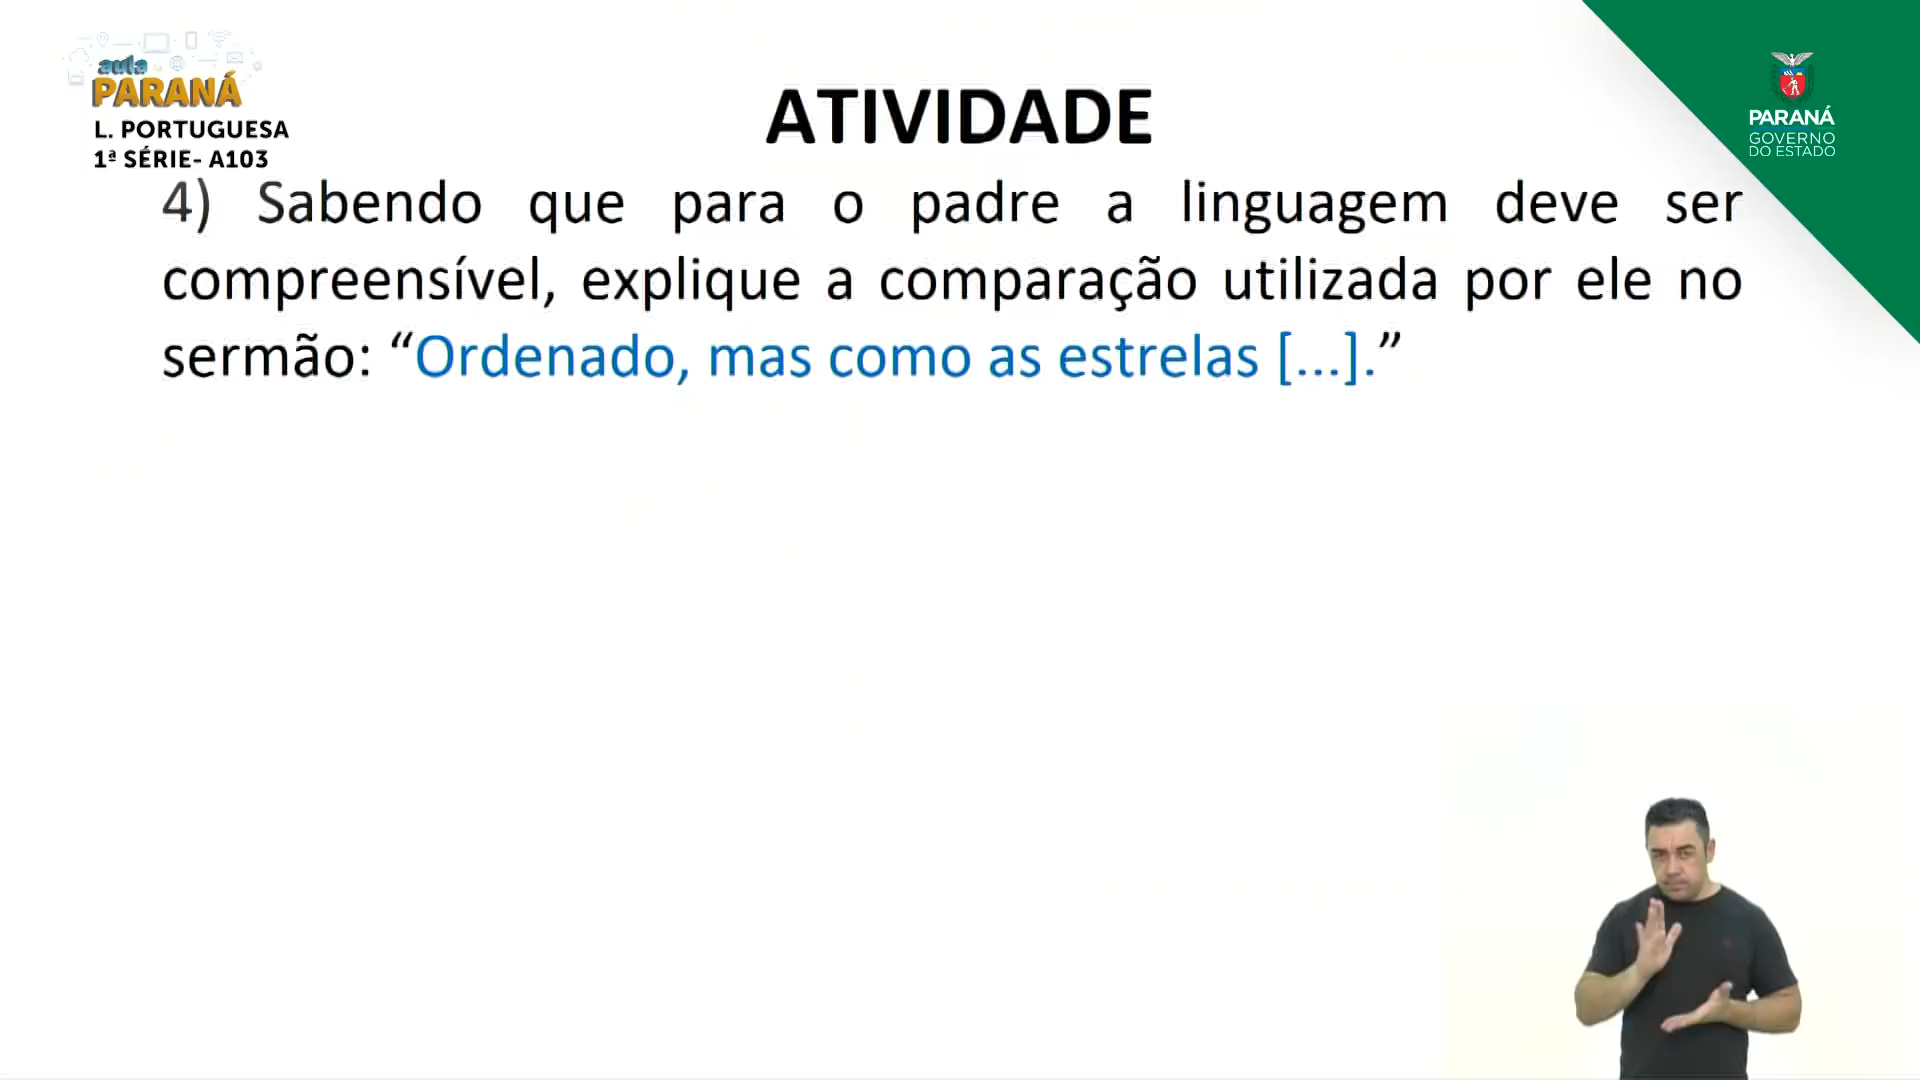 aula
PARANÁ
L. PORTUGUESA
1ª SÉRIE- A103
ATIVIDADE
PARANÁ
GOVERNO
DO ESTADO
4) Sabendo que para o padre a linguagem deve ser
compreensível, explique a comparação utilizada por ele no
sermão: “Ordenado, mas como as estrelas [...].”